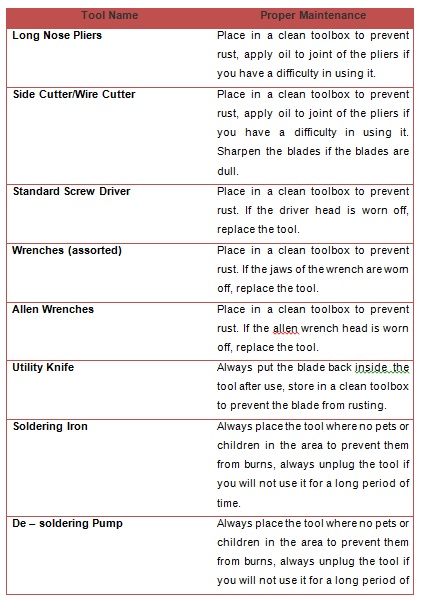 Tool Name Proper Maintenance
Long Nose Pliers Place in a clean toolbox to prevent
rust, apply oil to joint of the pliers if
you have a difficulty in using it.
Side Cutter/Wire Cutter Place in a clean toolbox to prevent
rust, apply oil to joint of the pliers if
you have a difficulty in using it.
Sharpen the blades if the blades are
dull.
Standard Screw Driver Place in a clean toolbox to prevent
rust. If the driver head is worn off,
replace the tool.
Wrenches (assorted) Place in a clean toolbox to prevent
rust. If the jaws of the wrench are worn
off, replace the tool.
Allen Wrenches Place in a clean toolbox to prevent
rust. If the allen wrench head is worn
off, replace the tool.
Utility Knife Always put the blade back inside the
tool after use, store in a clean toolbox
to prevent the blade from rusting.
Soldering Iron Always place the tool where no pets or
children in the area to prevent them
from burns, always unplug the tool if
you will not use it for a long period of
time.
De – soldering Pump Always place the tool where no pets or
children in the area to prevent them
from burns, always unplug the tool if
you will not use it for a long period of